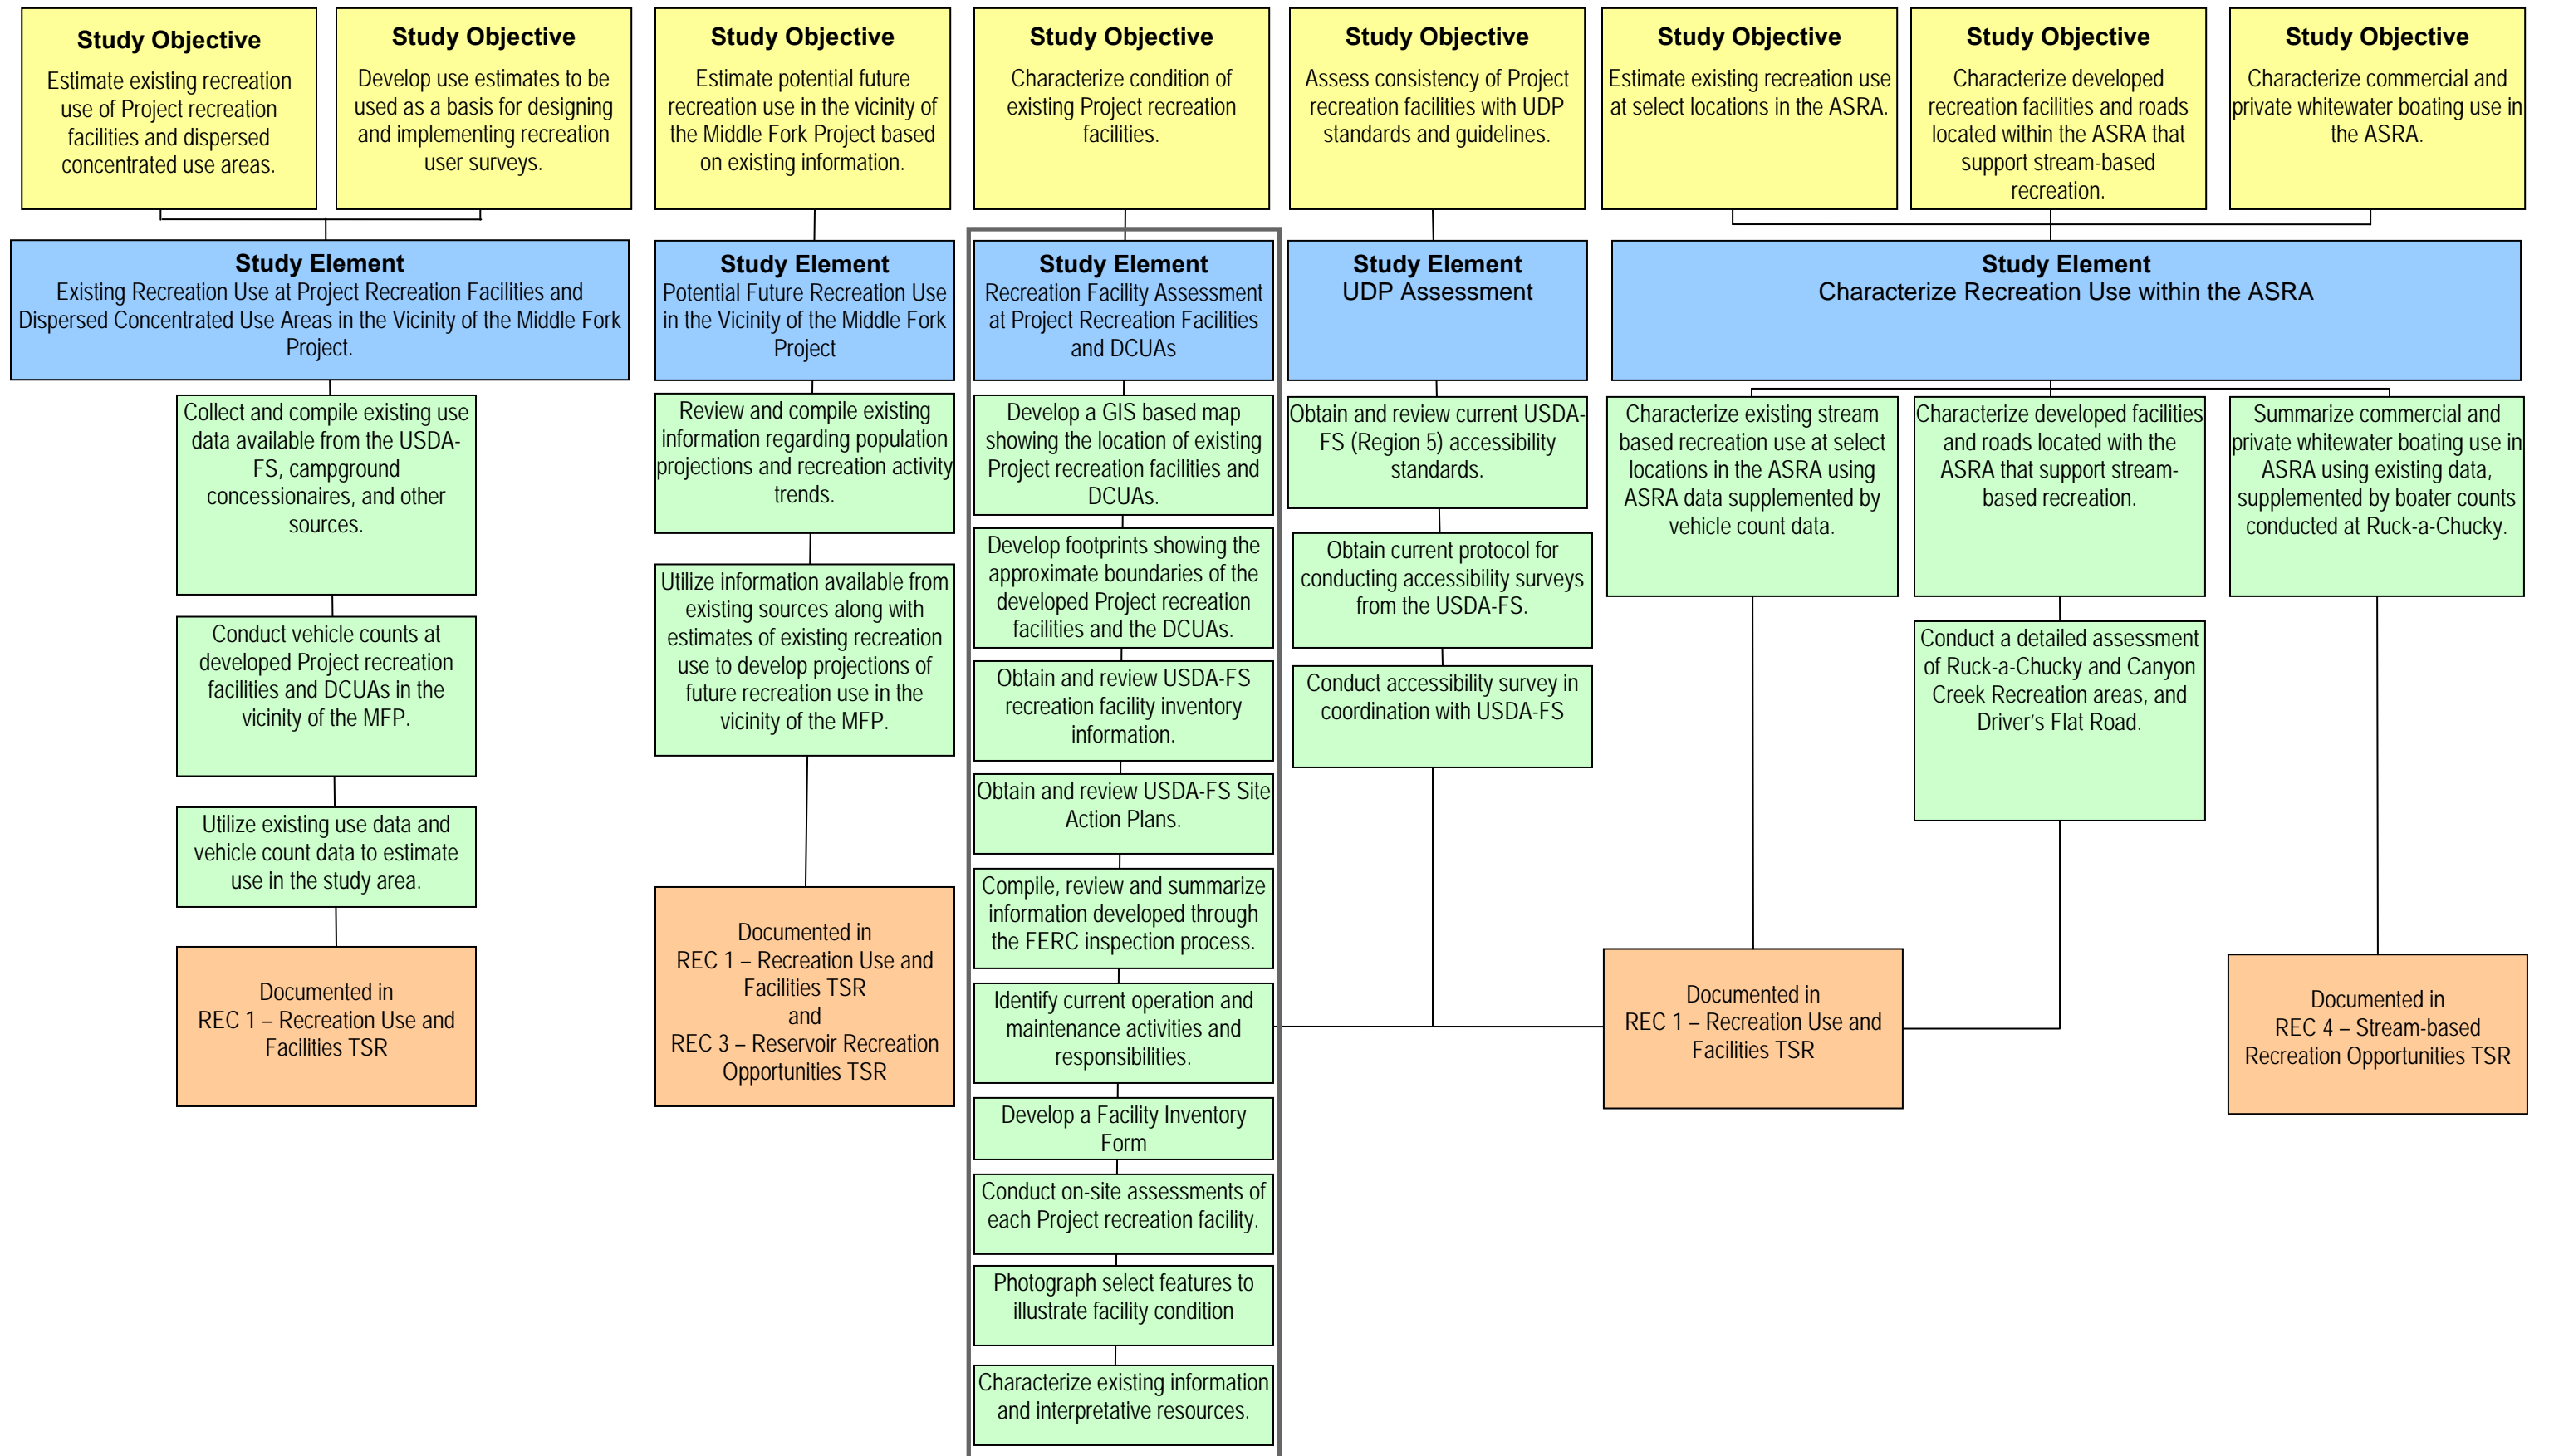 Study Objective
Estimate existing recreation
use of Project recreation
facilities and dispersed
concentrated use areas.
Study Objective
Develop use estimates to be
used as a basis for designing
and implementing recreation
user surveys.
Study Objective
Estimate potential future
recreation use in the vicinity of
the Middle Fork Project based
on existing information.
Study Objective
Characterize condition of
existing Project recreation
facilities.
Study Objective
Assess consistency of Project
recreation facilities with UDP
standards and guidelines.
Study Objective
Estimate existing recreation use
at select locations in the ASRA.
Study Objective
Characterize developed
recreation facilities and roads
located within the ASRA that
support stream-based
recreation.
Study Objective
Characterize commercial and
private whitewater boating use in
the ASRA.
Study Element
Existing Recreation Use at Project Recreation Facilities and
Dispersed Concentrated Use Areas in the Vicinity of the Middle Fork
Project.
Study Element
Potential Future Recreation Use
in the Vicinity of the Middle Fork
Project
Study Element
Recreation Facility Assessment
at Project Recreation Facilities
and DCUAs
Study Element
UDP Assessment
Study Element
Characterize Recreation Use within the ASRA
Collect and compile existing use
data available from the USDA-
FS, campground
concessionaires, and other
sources.
Conduct vehicle counts at
developed Project recreation
facilities and DCUAs in the
vicinity of the MFP.
Utilize existing use data and
vehicle count data to estimate
use in the study area.
Documented in
REC 1 – Recreation Use and
Facilities TSR
Review and compile existing
information regarding population
projections and recreation activity
trends.
Utilize information available from
existing sources along with
estimates of existing recreation
use to develop projections of
future recreation use in the
vicinity of the MFP.
Documented in
REC 1 – Recreation Use and
Facilities TSR
and
REC 3 – Reservoir Recreation
Opportunities TSR
Develop a GIS based map
showing the location of existing
Project recreation facilities and
DCUAs.
Develop footprints showing the
approximate boundaries of the
developed Project recreation
facilities and the DCUAs.
Obtain and review USDA-FS
recreation facility inventory
information.
Obtain and review USDA-FS Site
Action Plans.
Compile, review and summarize
information developed through
the FERC inspection process.
Identify current operation and
maintenance activities and
responsibilities.
Develop a Facility Inventory
Form
Conduct on-site assessments of
each Project recreation facility.
Photograph select features to
illustrate facility condition
Characterize existing information
and interpretative resources.
Obtain and review current USDA-
FS (Region 5) accessibility
standards.
Obtain current protocol for
conducting accessibility surveys
from the USDA-FS.
Conduct accessibility survey in
coordination with USDA-FS
Characterize existing stream
based recreation use at select
locations in the ASRA using
ASRA data supplemented by
vehicle count data.
Documented in
REC 1 – Recreation Use and
Facilities TSR
Characterize developed facilities
and roads located with the
ASRA that support stream-
based recreation.
Conduct a detailed assessment
of Ruck-a-Chucky and Canyon
Creek Recreation areas, and
Driver's Flat Road.
Summarize commercial and
private whitewater boating use in
ASRA using existing data,
supplemented by boater counts
conducted at Ruck-a-Chucky.
Documented in
REC 4 – Stream-based
Recreation Opportunities TSR